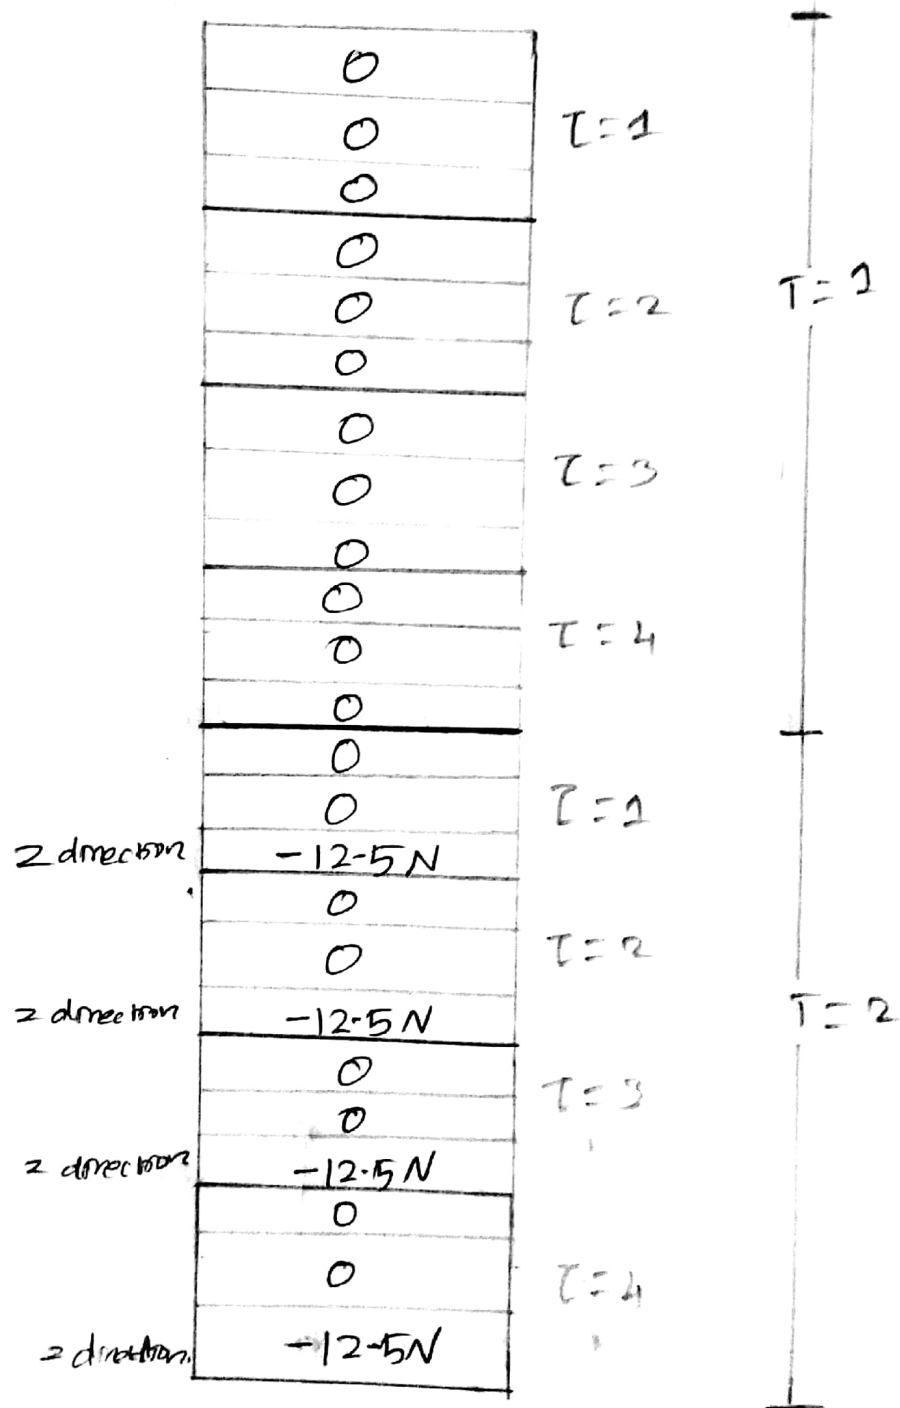 0
0 τ=1
0
0
0 τ=2 T=1
0
0
0 τ=3
0
0
0 τ=4
0
0
0 τ=1
z direction -12.5N
0
0 τ=2
z direction -12.5N T=2
0
0 τ=3
z direction -12.5N
0
0 τ=4
z direction. -12.5N